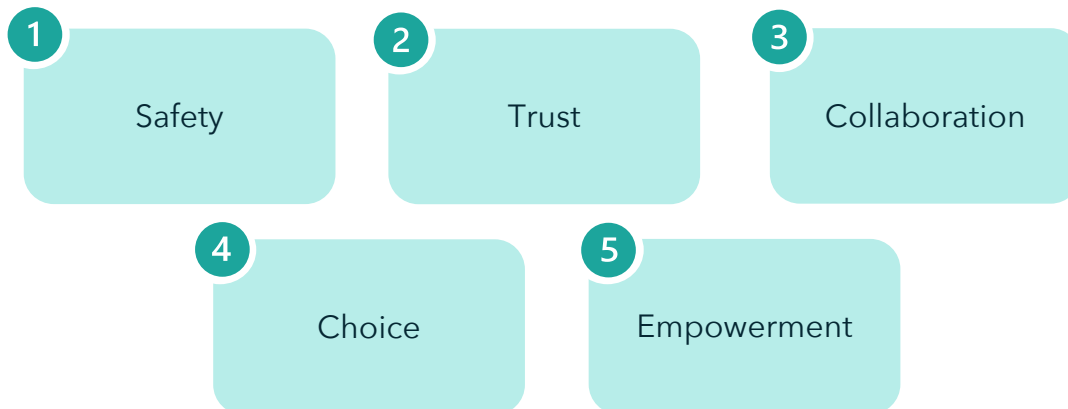 1
Safety
2
Trust
3
Collaboration
4
Choice
5
Empowerment